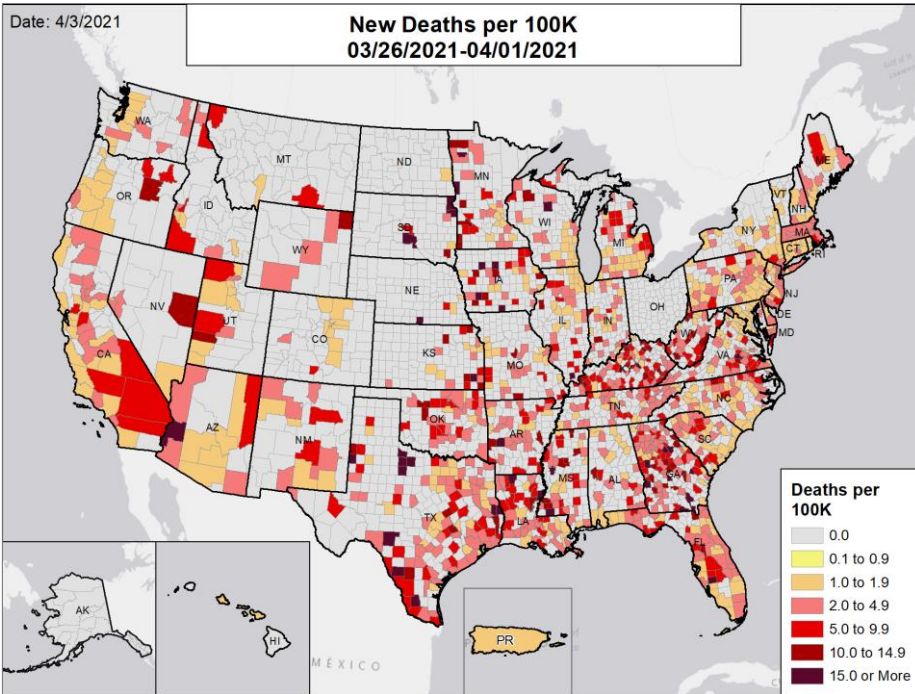 Date: 4/3/2021
New Deaths per 100K
03/26/2021-04/01/2021
WA
MT
ND
MN
ME
OR
ID
SD
WI
MI
VT
NH
NY
MA
CT
RI
WY
IA
PA
NJ
NE
OH
DE
MD
NV
UT
CO
IL
IN
WV
VA
CA
KS
MO
KY
NC
TN
AZ
NM
OK
AR
SC
MS
AL
GA
TX
LA
FL
AK
HI
PR
MÉXICO
Deaths per
100K
0.0
0.1 to 0.9
1.0 to 1.9
2.0 to 4.9
5.0 to 9.9
10.0 to 14.9
15.0 or More